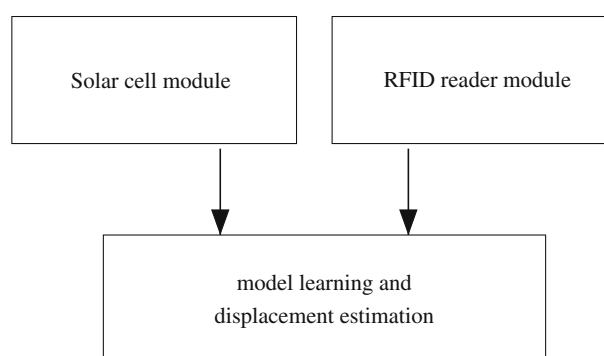 Solar cell module
RFID reader module
model learning and
displacement estimation